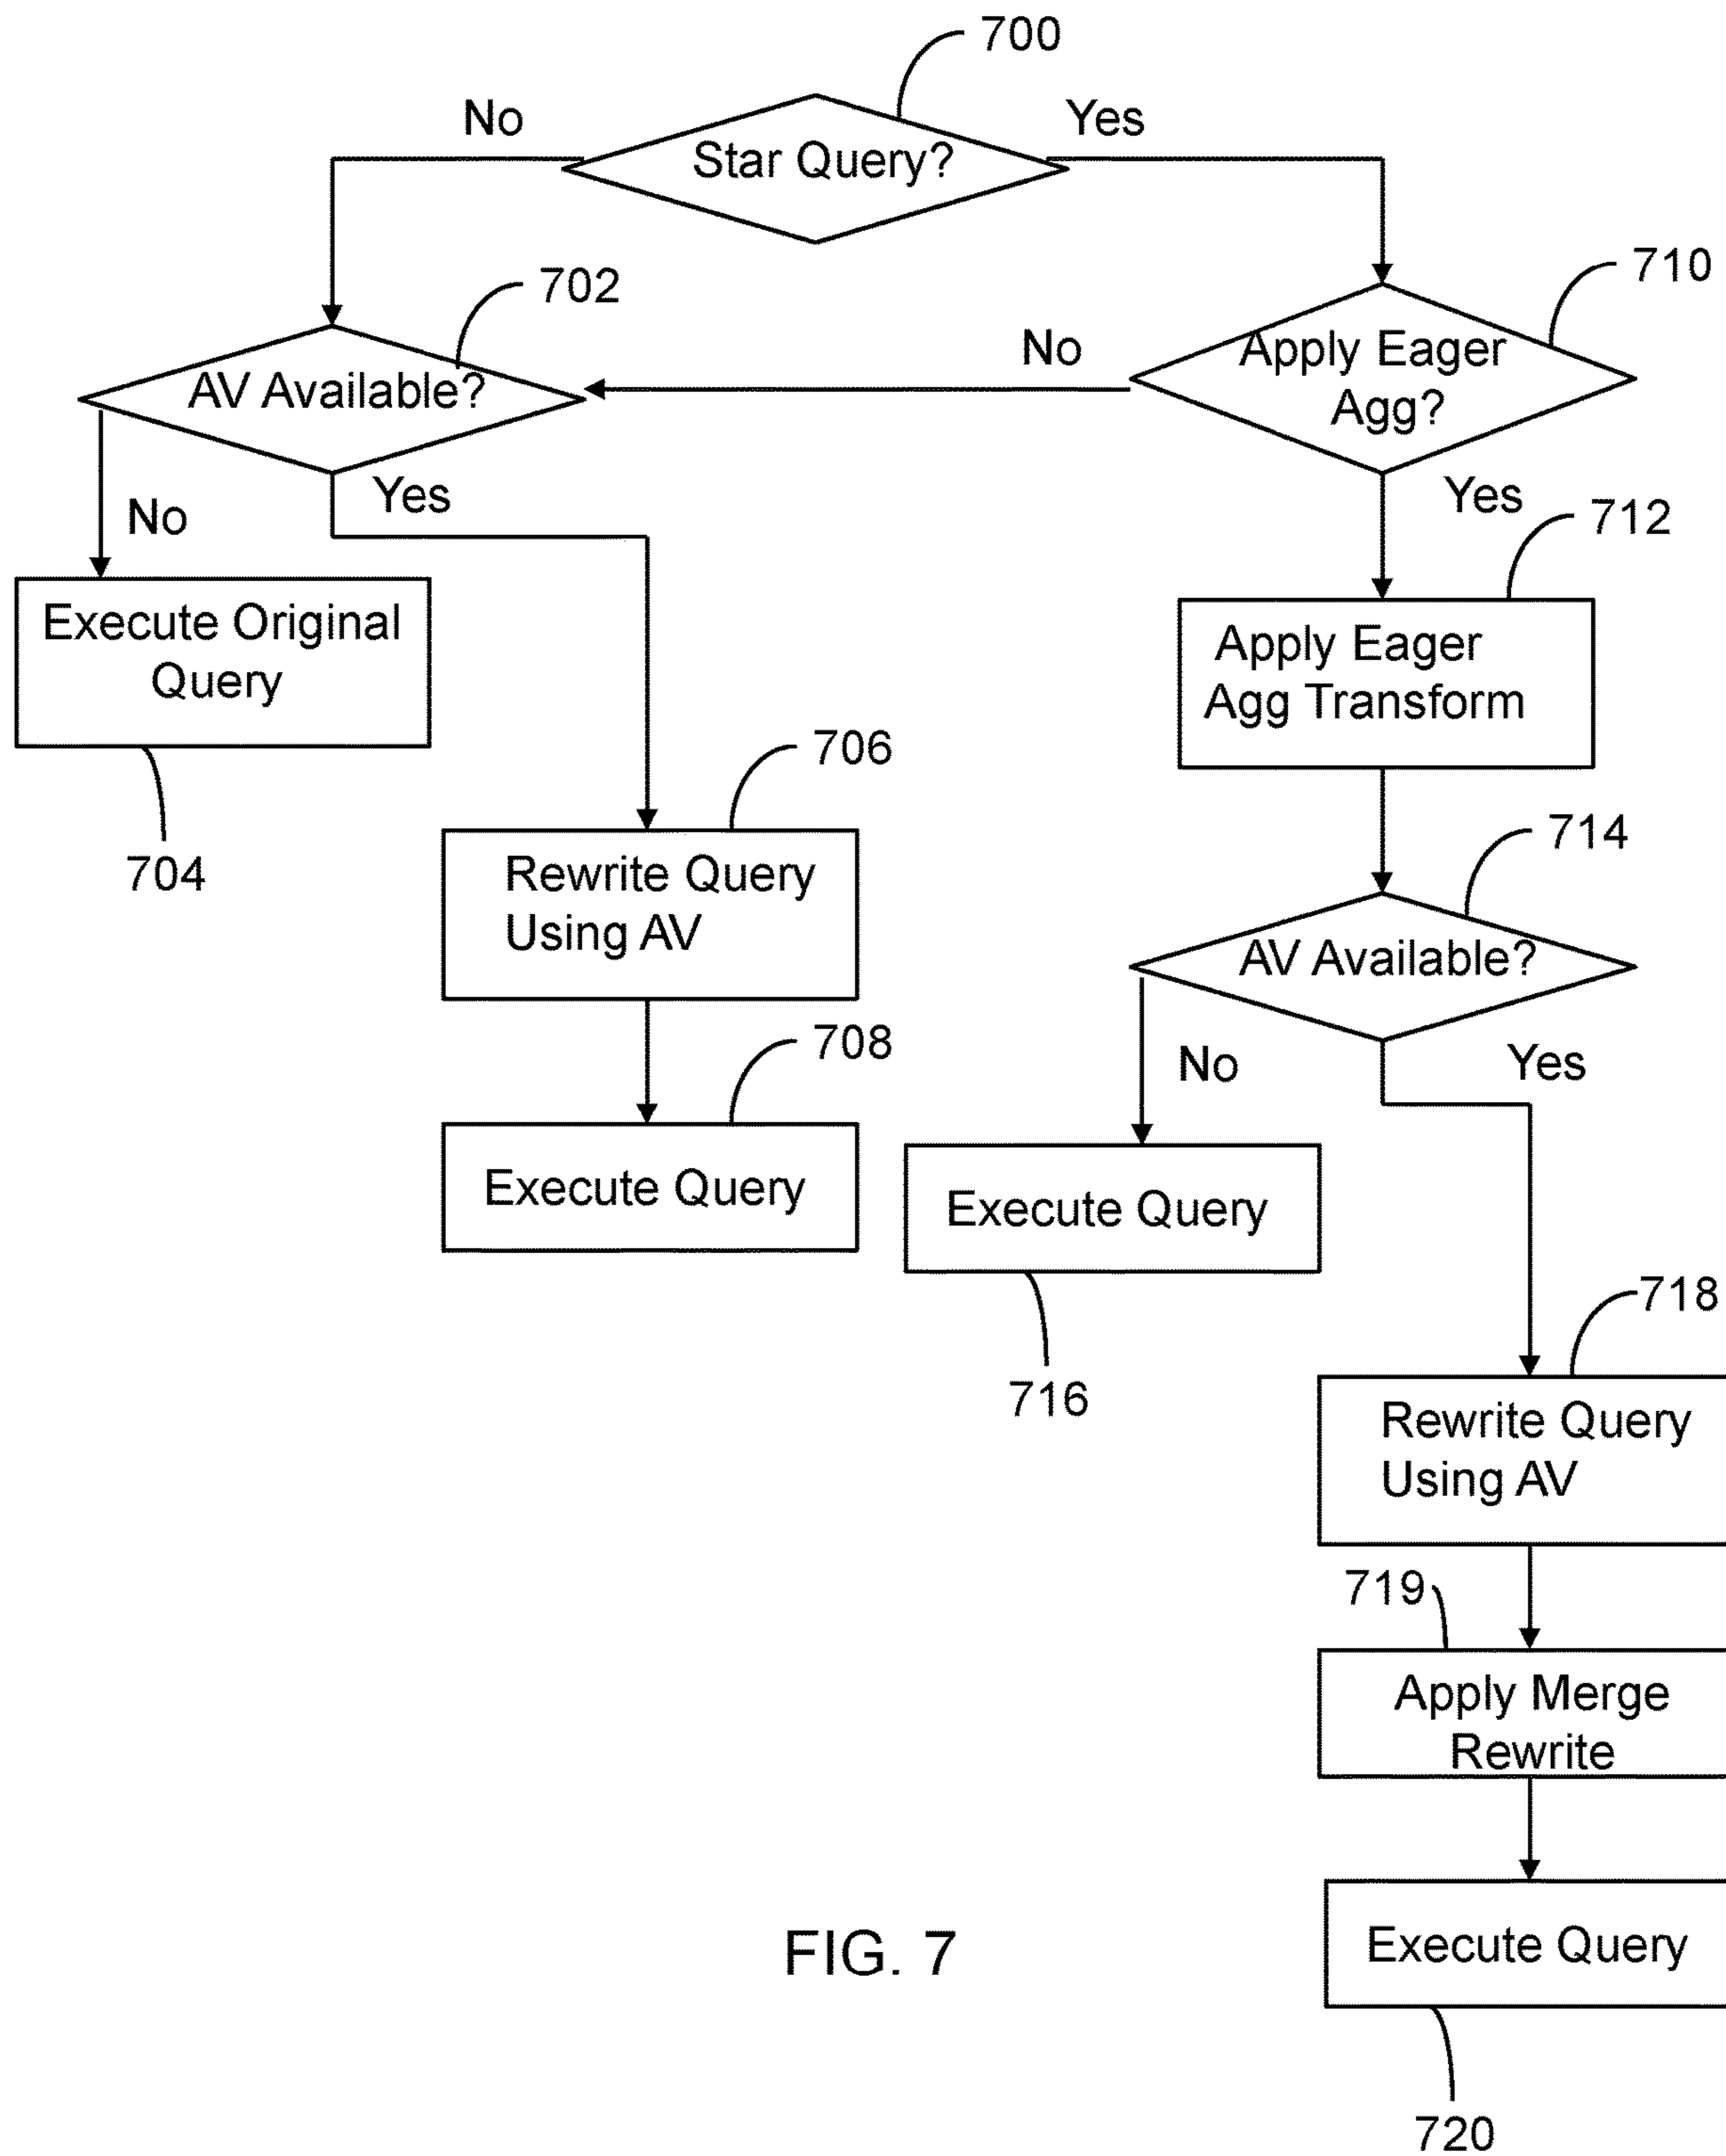 700
No
Yes
Star Query?
710
702
No
Apply Eager
Agg?
AV Available?
Yes
Yes
No
712
Execute Original
Query
Apply Eager
Agg Transform
706
714
704
Rewrite Query
Using AV
AV Available?
708
No
Yes
Execute Query
Execute Query
718
716
Rewrite Query
Using AV
719
Apply Merge
Rewrite
FIG. 7
Execute Query
720